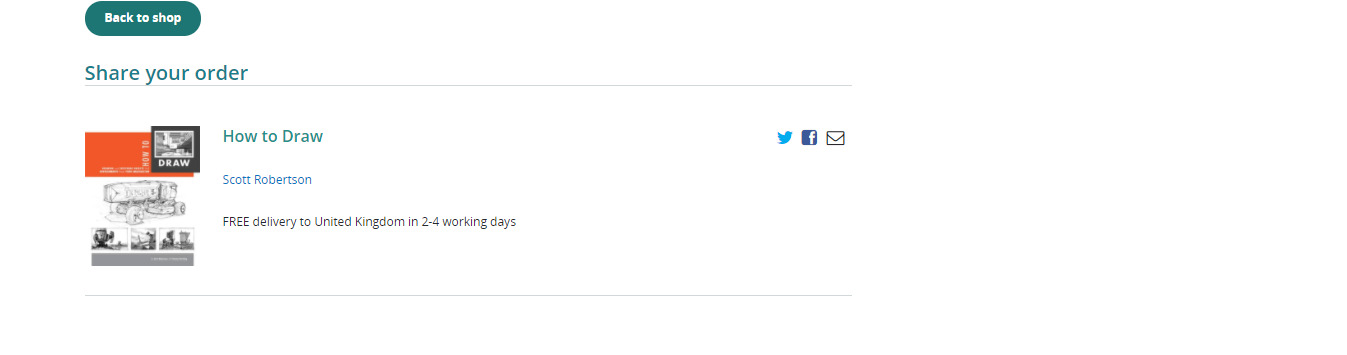 Back to shop
Share your order
HOW TO
DRAW
How to Draw
Scott Robertson
FREE delivery to United Kingdom in 2-4 working days